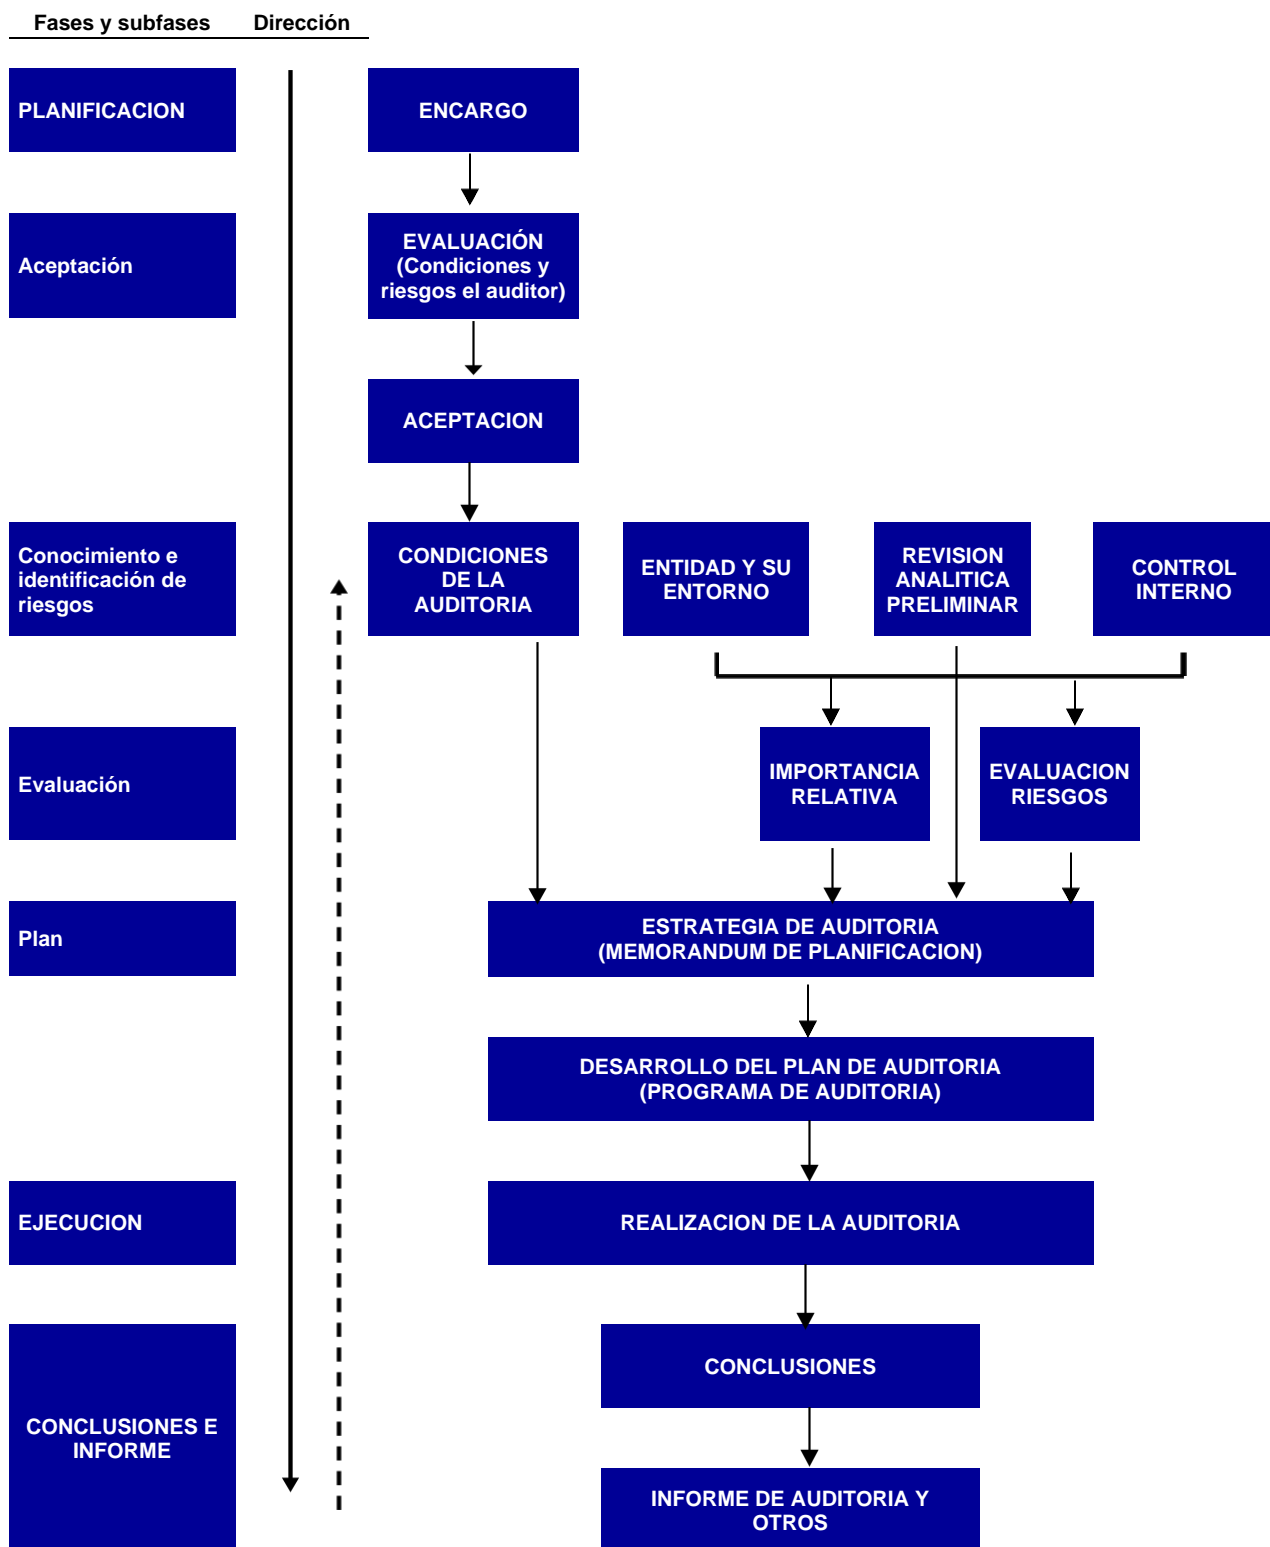 Fases y subfases Dirección
PLANIFICACION
ENCARGO
Aceptación
EVALUACIÓN
(Condiciones y
riesgos el auditor)
ACEPTACION
Conocimiento e
identificación de
riesgos
CONDICIONES
DE LA
AUDITORIA
ENTIDAD Y SU
ENTORNO
REVISION
ANALITICA
PRELIMINAR
CONTROL
INTERNO
Evaluación
IMPORTANCIA
RELATIVA
EVALUACION
RIESGOS
Plan
ESTRATEGIA DE AUDITORIA
(MEMORANDUM DE PLANIFICACION)
DESARROLLO DEL PLAN DE AUDITORIA
(PROGRAMA DE AUDITORIA)
EJECUCION
REALIZACION DE LA AUDITORIA
CONCLUSIONES E
INFORME
CONCLUSIONES
INFORME DE AUDITORIA Y
OTROS